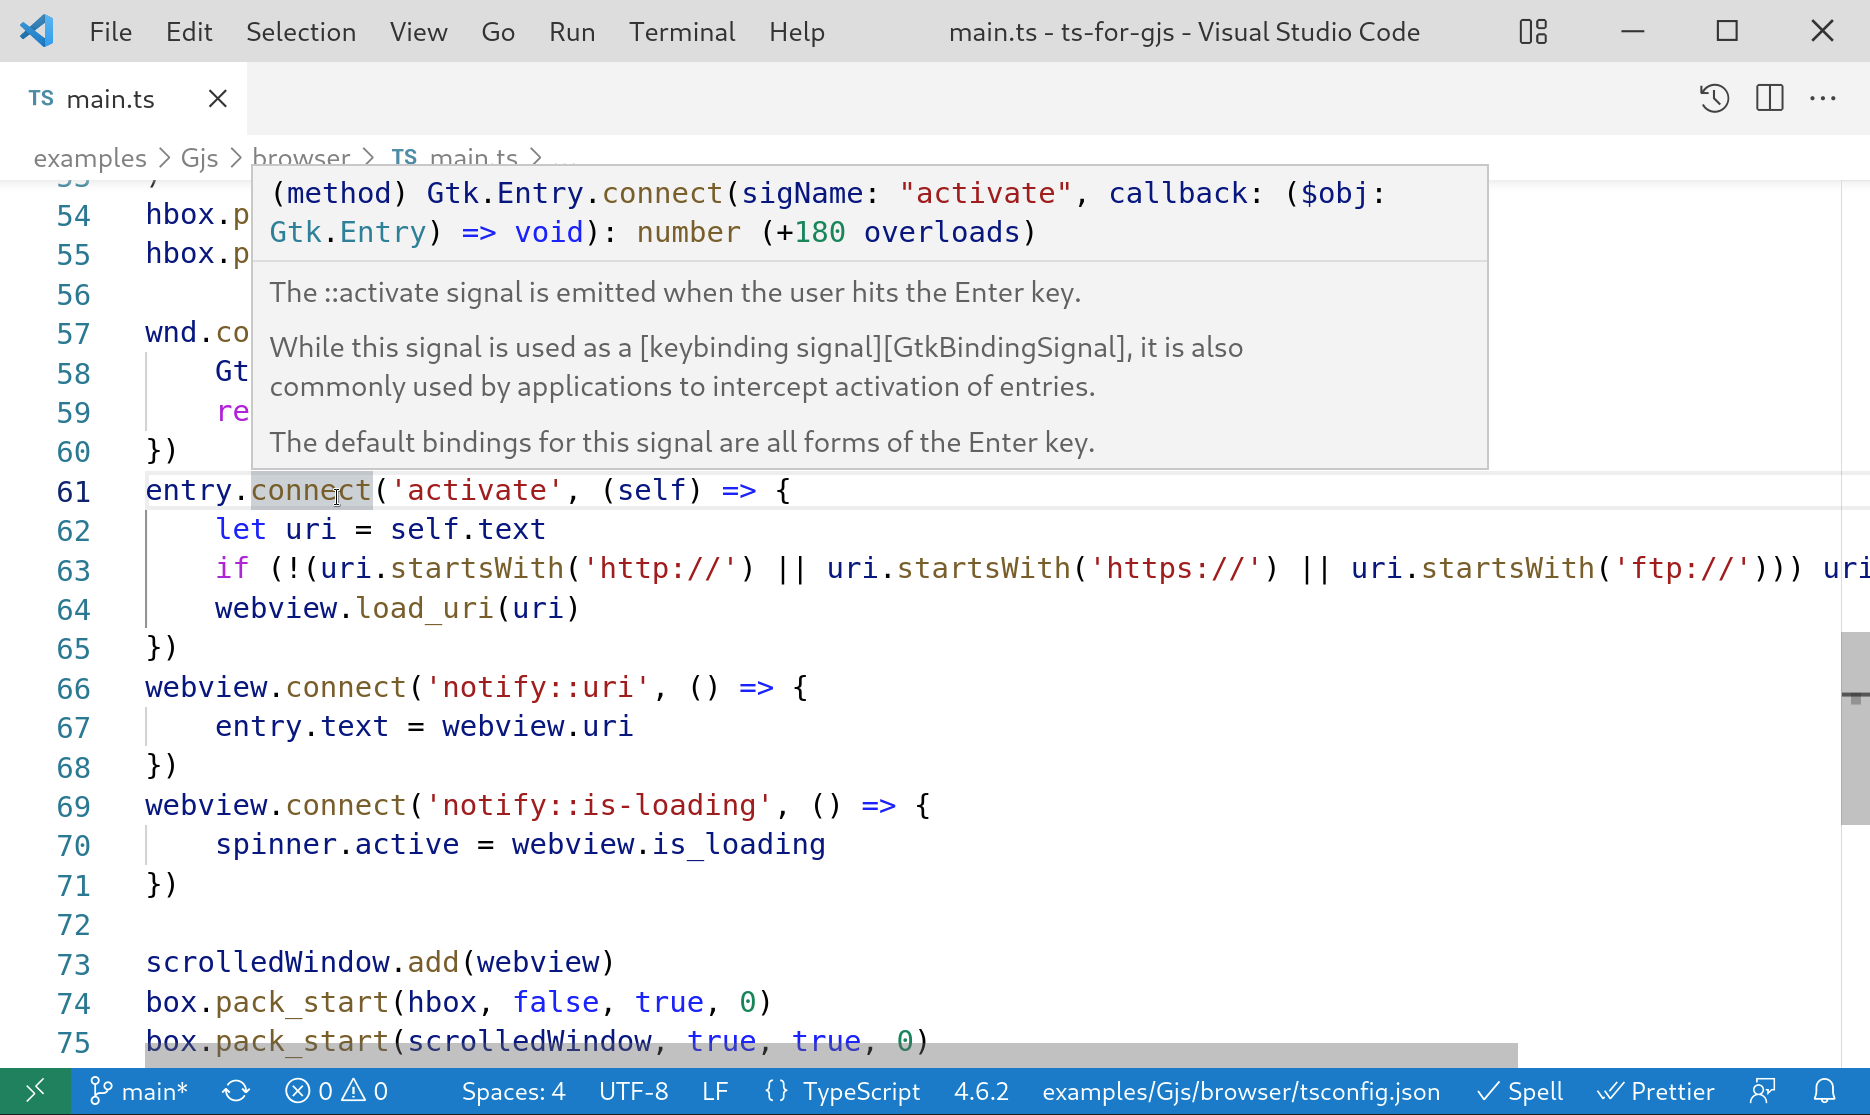 File Edit Selection View Go Run Terminal Help main.ts - ts-for-gjs - Visual Studio Code
TS main.ts
examples > Gjs > browser > TS main.ts > ...
(method) Gtk.Entry.connect(sigName: "activate", callback: ($obj:
Gtk.Entry) => void): number (+180 overloads)
The ::activate signal is emitted when the user hits the Enter key.
While this signal is used as a [keybinding signal][GtkBindingSignal], it is also
commonly used by applications to intercept activation of entries.
The default bindings for this signal are all forms of the Enter key.
54 hbox.p
55 hbox.p
56
57 wnd.co
58 Gt
59 re
60 })
61 entry.connect('activate', (self) => {
62 let uri = self.text
63 if (!(uri.startsWith('http://') || uri.startsWith('https://') || uri.startsWith('ftp://'))) uri
64 webview.load_uri(uri)
65 })
66 webview.connect('notify::uri', () => {
67 entry.text = webview.uri
68 })
69 webview.connect('notify::is-loading', () => {
70 spinner.active = webview.is_loading
71 })
72
73 scrolledWindow.add(webview)
74 box.pack_start(hbox, false, true, 0)
75 box.pack_start(scrolledWindow, true, true, 0)
main* 0 0 Spaces: 4 UTF-8 LF {} TypeScript 4.6.2 examples/Gjs/browser/tsconfig.json Spell Prettier